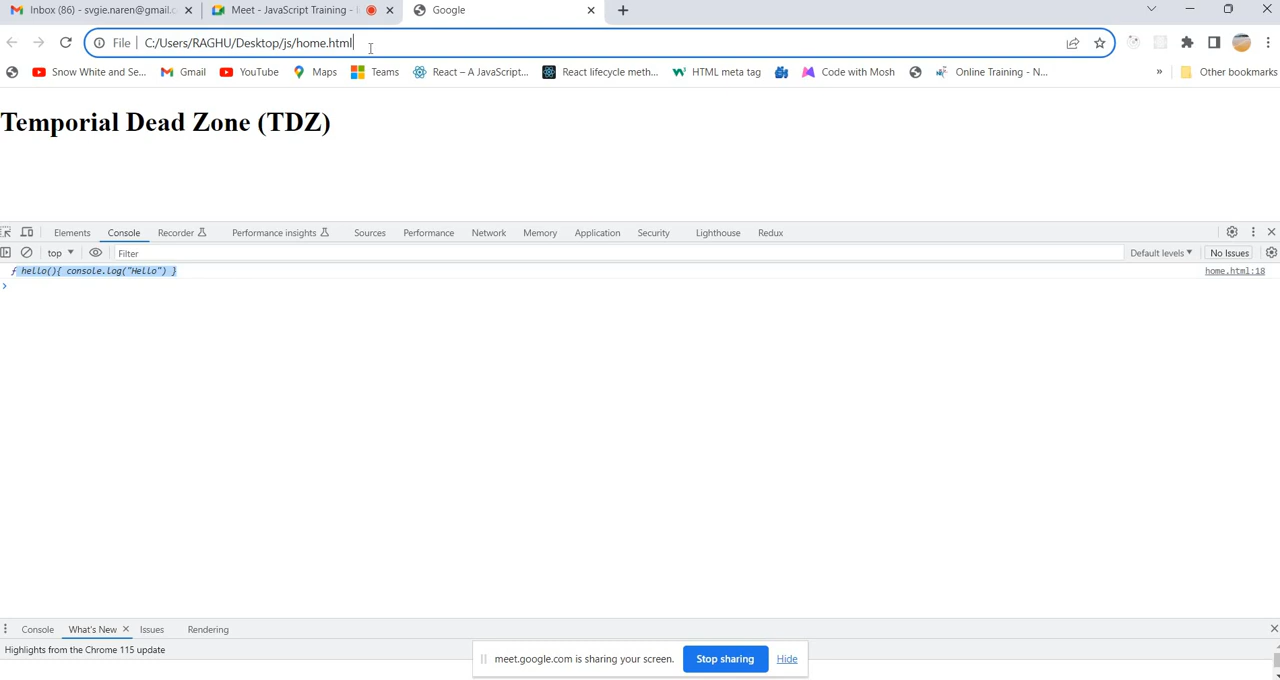 Inbox (86) - svgie.naren@gmail.c
Meet - JavaScript Training - I
Google
File
C:/Users/RAGHU/Desktop/js/home.html
Snow White and Se...
Gmail
YouTube
Maps
Teams
React – A JavaScript...
React lifecycle meth...
HTML meta tag
Code with Mosh
Online Training - N...
»
Other bookmarks
Temporial Dead Zone (TDZ)
Elements
Console
Recorder
Performance insights
Sources
Performance
Network
Memory
Application
Security
Lighthouse
Redux
top
Filter
Default levels
No Issues
ƒ hello(){ console.log("Hello") }
home.html:18
Console
What's New
Issues
Rendering
Highlights from the Chrome 115 update
meet.google.com is sharing your screen.
Stop sharing
Hide